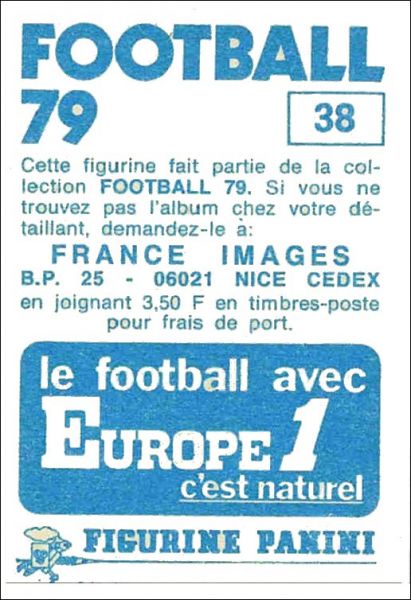 FOOTBALL
79
38
Cette figurine fait partie de la col-
lection FOOTBALL 79. Si vous ne
trouvez pas l'album chez votre dé-
taillant, demandez-le à:
FRANCE IMAGES
B.P. 25 - 06021 NICE CEDEX
en joignant 3,50 F en timbres-poste
pour frais de port.
le football avec
EUROPE 1
c'est naturel
FIGURINE PANINI